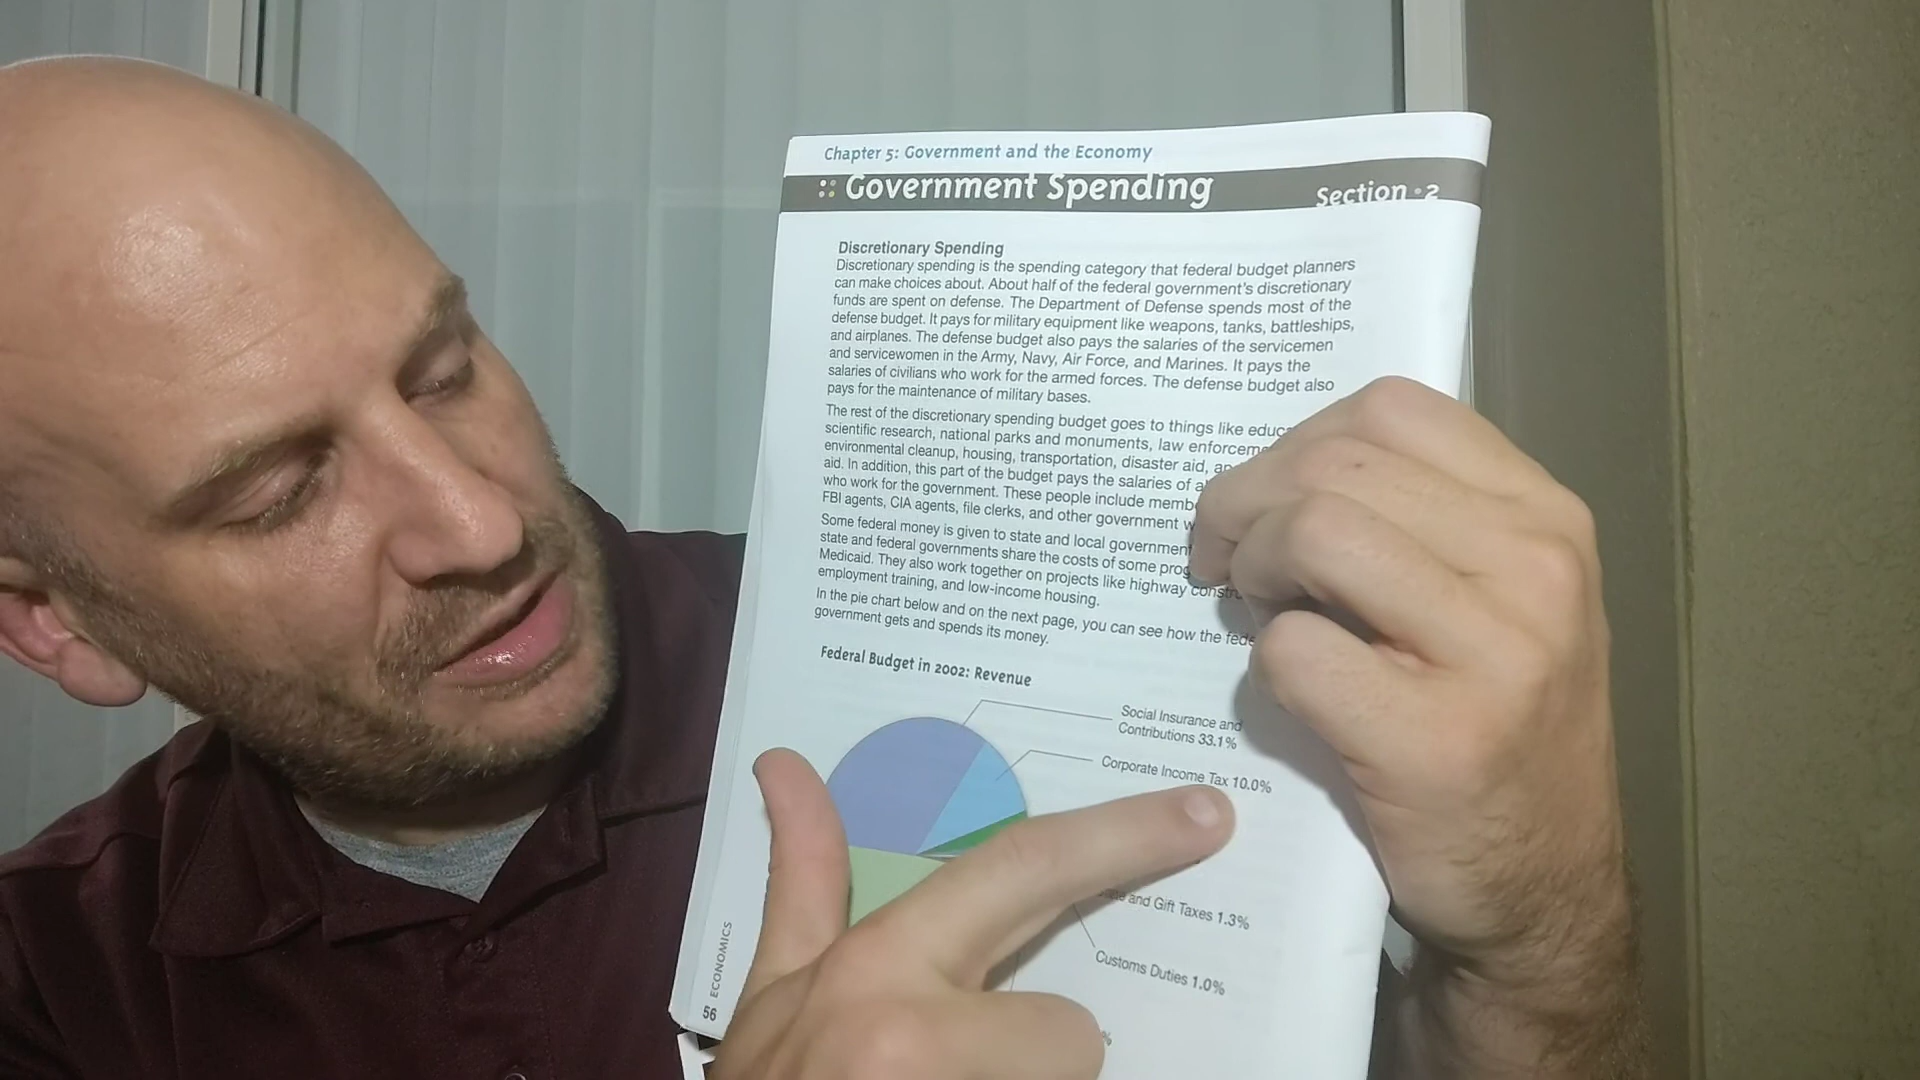 Chapter 5: Government and the Economy
Government Spending
Section • 2
Discretionary Spending
Discretionary spending is the spending category that federal budget planners
can make choices about. About half of the federal government's discretionary
funds are spent on defense. The Department of Defense spends most of the
defense budget. It pays for military equipment like weapons, tanks, battleships,
and airplanes. The defense budget also pays the salaries of the servicemen
and servicewomen in the Army, Navy, Air Force, and Marines. It pays the
salaries of civilians who work for the armed forces. The defense budget also
pays for the maintenance of military bases.
The rest of the discretionary spending budget goes to things like
scientific research, national parks and monuments, law
environmental cleanup, housing, transportation, disaster aid,
aid. In addition, this part of the budget pays the salaries of
who work for the government. These people include
FBI agents, CIA agents, file clerks, and other government
Some federal money is given to state and local
state and federal governments share the costs of some
Medicaid. They also work together on projects like highway
employment training, and low-income housing.
In the pie chart below and on the next page, you can see how the
government gets and spends its money.
Federal Budget in 2002: Revenue
Social Insurance and
Contributions 33.1%
Corporate Income Tax 10.0%
and Gift Taxes 1.3%
Customs Duties 1.0%
%
56 ECONOMICS